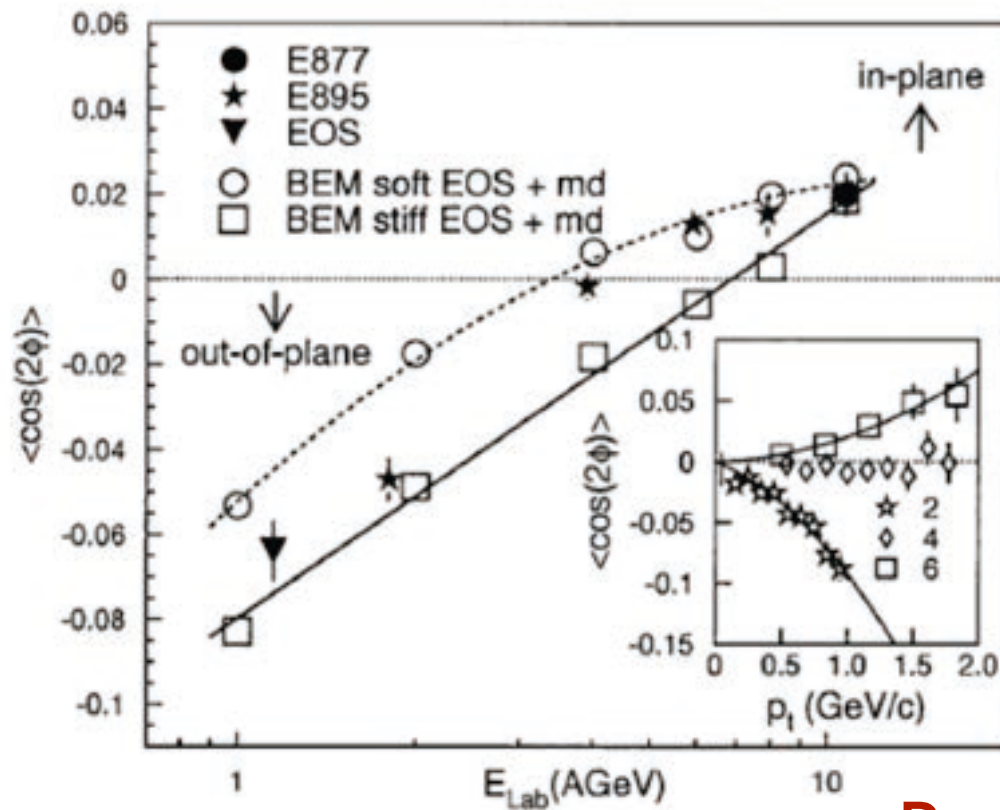 0.06
0.04
0.02
0
-0.02
-0.04
-0.06
-0.08
-0.1
<cos(2ϕ)>
E877
E895
EOS
BEM soft EOS + md
BEM stiff EOS + md
in-plane
out-of-plane
1
10
E_Lab(AGeV)
0.1
0.05
0
-0.05
-0.1
-0.15
<cos(2ϕ)>
2
4
6
0
0.5
1.0
1.5
2.0
p_t (GeV/c)